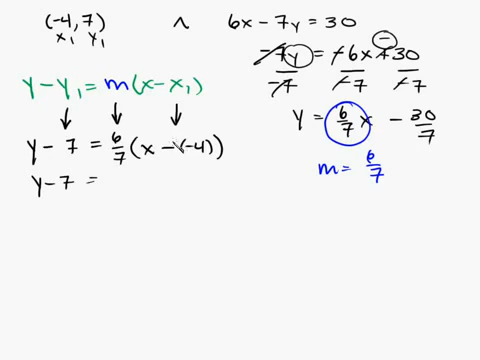 (-4,7) ^ 6x - 7y = 30
x₁ y₁
-7y = -6x + 30
-7 -7 -7
y - y₁ = m(x - x₁)
y = 6/7 x - 30/7
y - 7 = 6/7 (x - (-4))
m = 6/7
y - 7 =